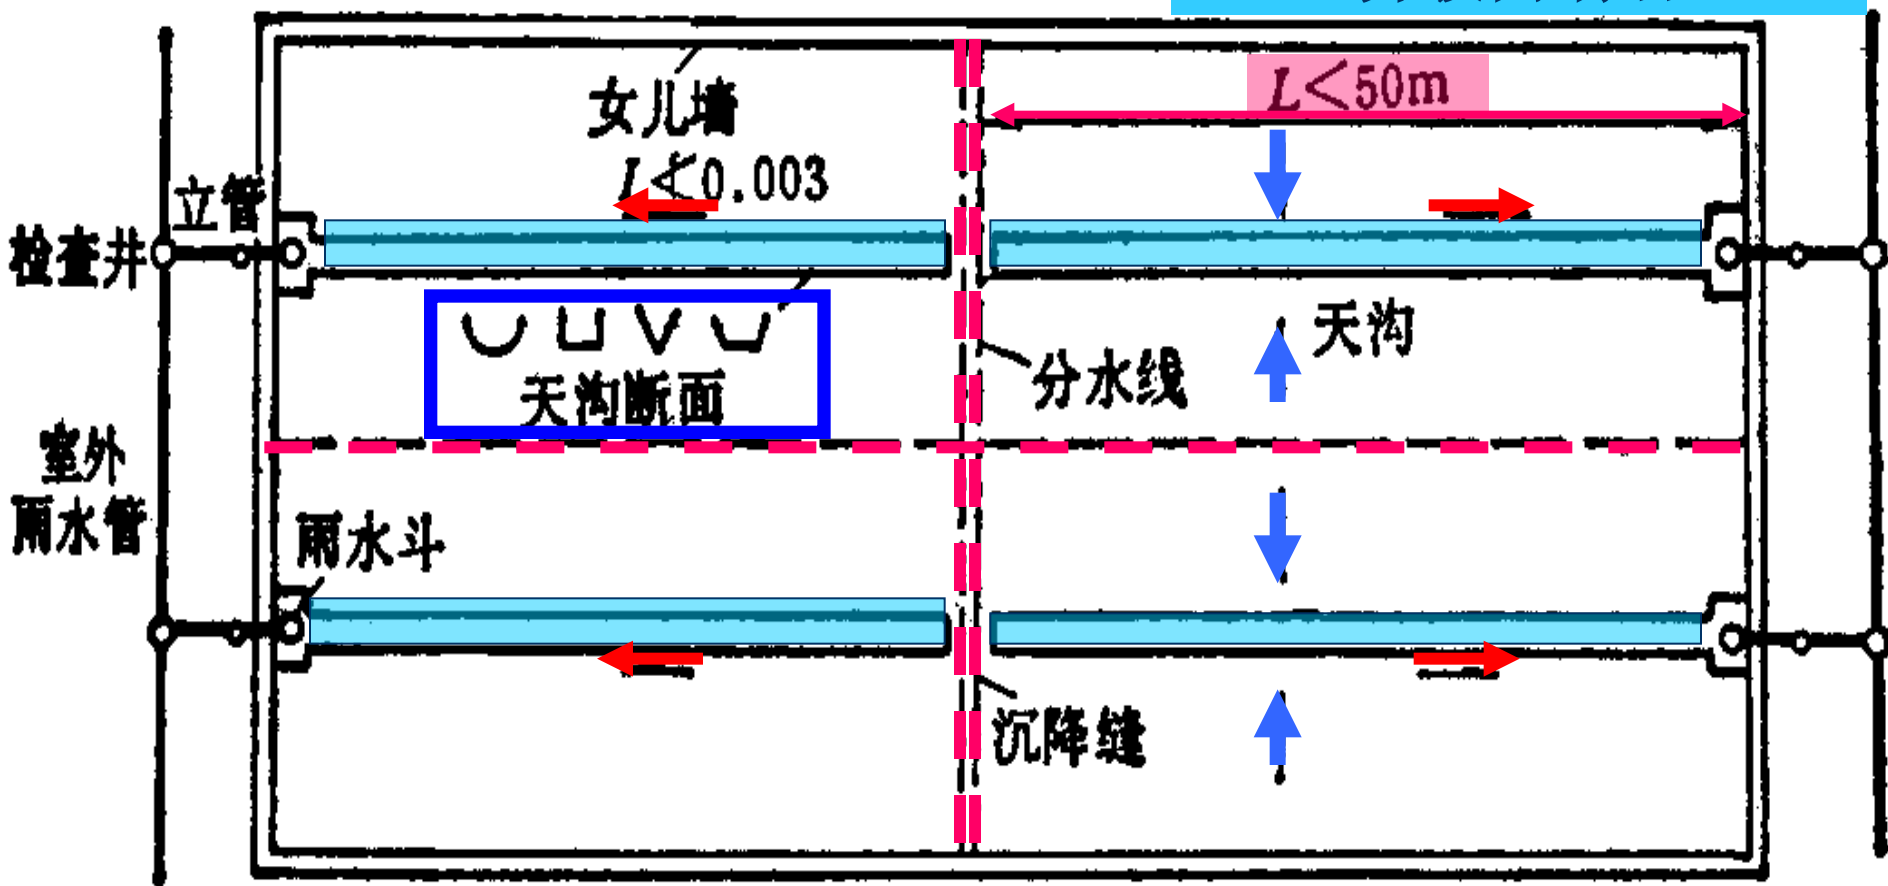 女儿墙
L<50m
I≮0.003
立管
检查井
天沟
分水线
天沟断面
室外
雨水管
雨水斗
沉降缝